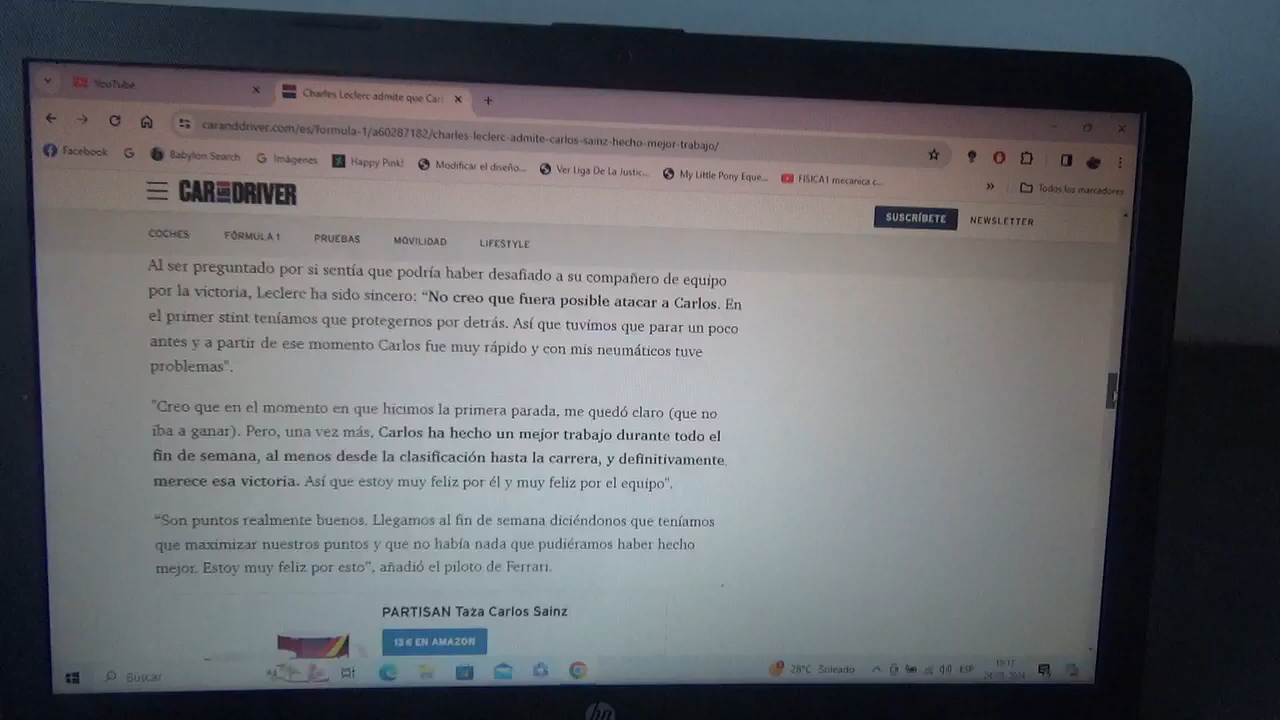 YouTube
Charles Leclerc admite que Carl
caranddriver.com/es/formula-1/a60287182/charles-leclerc-admite-carlos-sainz-hecho-mejor-trabajo/
Facebook
Babylon Search
Imágenes
Happy Pink!
Modificar el diseño...
Ver Liga De La Justic...
My Little Pony Eque...
FISICA1 mecanica c...
»
Todos los marcadores
CAR AND DRIVER
SUSCRÍBETE
NEWSLETTER
COCHES
FÓRMULA 1
PRUEBAS
MOVILIDAD
LIFESTYLE
Al ser preguntado por si sentía que podría haber desafiado a su compañero de equipo
por la victoria, Leclerc ha sido sincero: “No creo que fuera posible atacar a Carlos. En
el primer stint teníamos que protegernos por detrás. Así que tuvimos que parar un poco
antes y a partir de ese momento Carlos fue muy rápido y con mis neumáticos tuve
problemas".
"Creo que en el momento en que hicimos la primera parada, me quedó claro (que no
iba a ganar). Pero, una vez más, Carlos ha hecho un mejor trabajo durante todo el
fin de semana, al menos desde la clasificación hasta la carrera, y definitivamente
merece esa victoria. Así que estoy muy feliz por él y muy feliz por el equipo".
“Son puntos realmente buenos. Llegamos al fin de semana diciéndonos que teníamos
que maximizar nuestros puntos y que no había nada que pudiéramos haber hecho
mejor. Estoy muy feliz por esto”, añadió el piloto de Ferrari.
PARTISAN Taza Carlos Sainz
13 € EN AMAZON
Buscar
28°C Soleado
ESP
hp